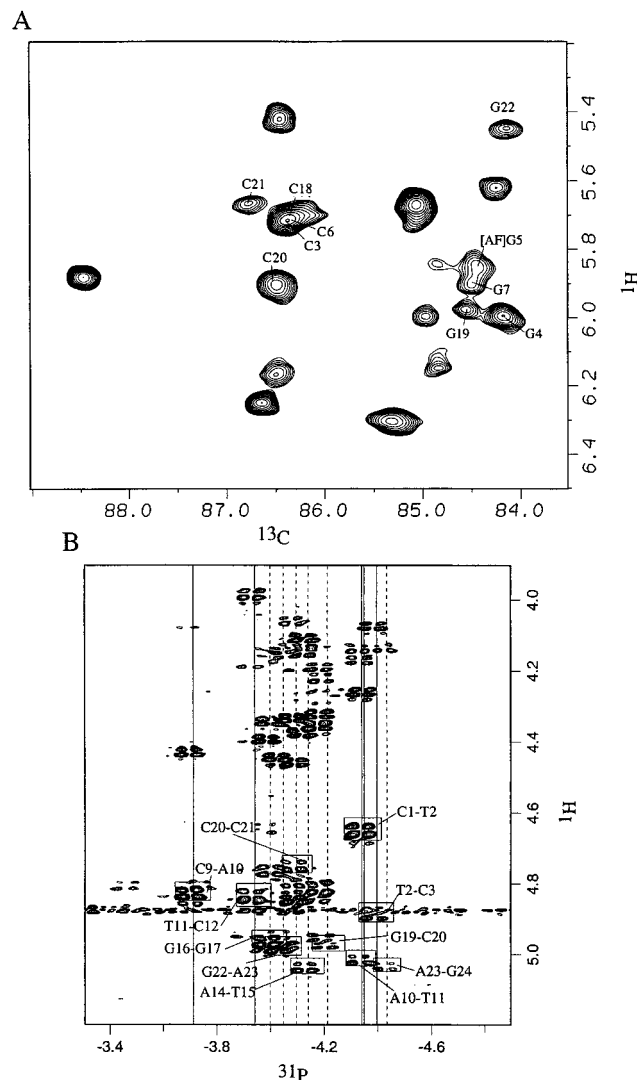 A
G22
5.4
C21
C18
5.6
C6
C3
[AF]G5
5.8
C20
G7
1H
6.0
G19
G4
6.2
6.4
88.0
87.0
86.0
85.0
84.0
13C
B
4.0
4.2
4.4
C1-T2
4.6
1H
C20-C21
C9-A10
T2-C3
4.8
T11-C12
G16-G17
G19-C20
G22-A23
5.0
A23-G24
A14-T15
A10-T11
-3.4
-3.8
-4.2
-4.6
31P